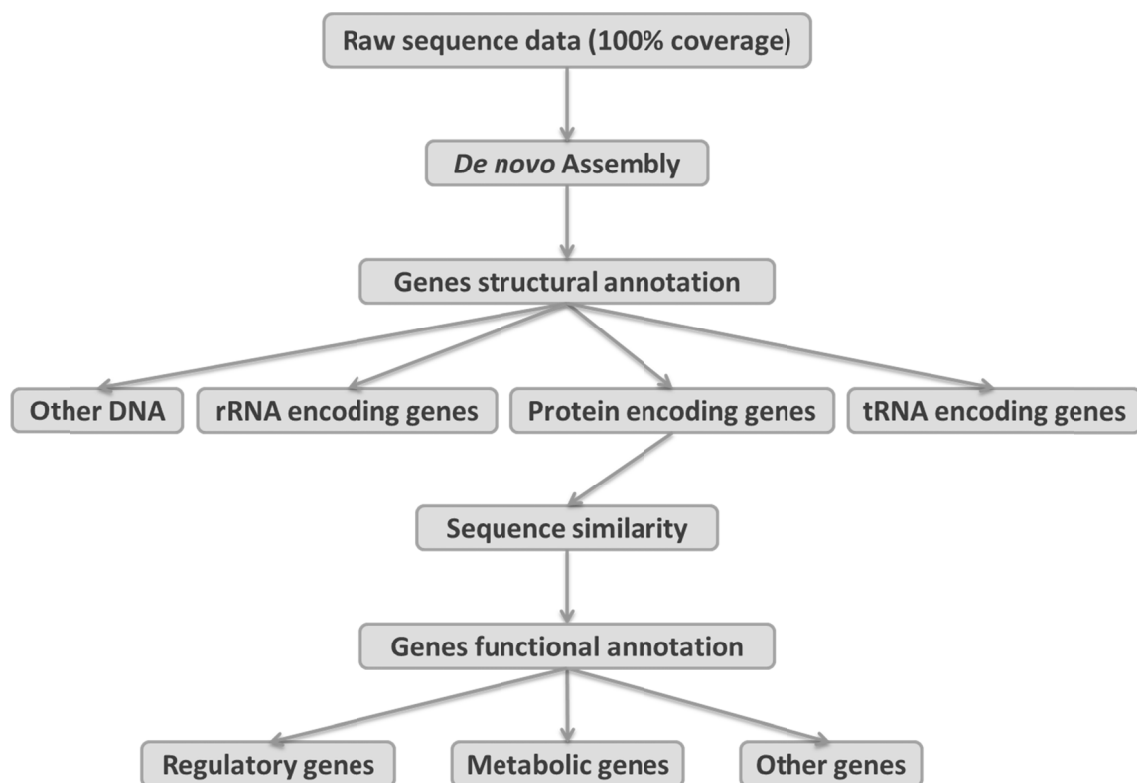 Raw sequence data (100% coverage)
De novo Assembly
Genes structural annotation
Other DNA
rRNA encoding genes
Protein encoding genes
tRNA encoding genes
Sequence similarity
Genes functional annotation
Regulatory genes
Metabolic genes
Other genes